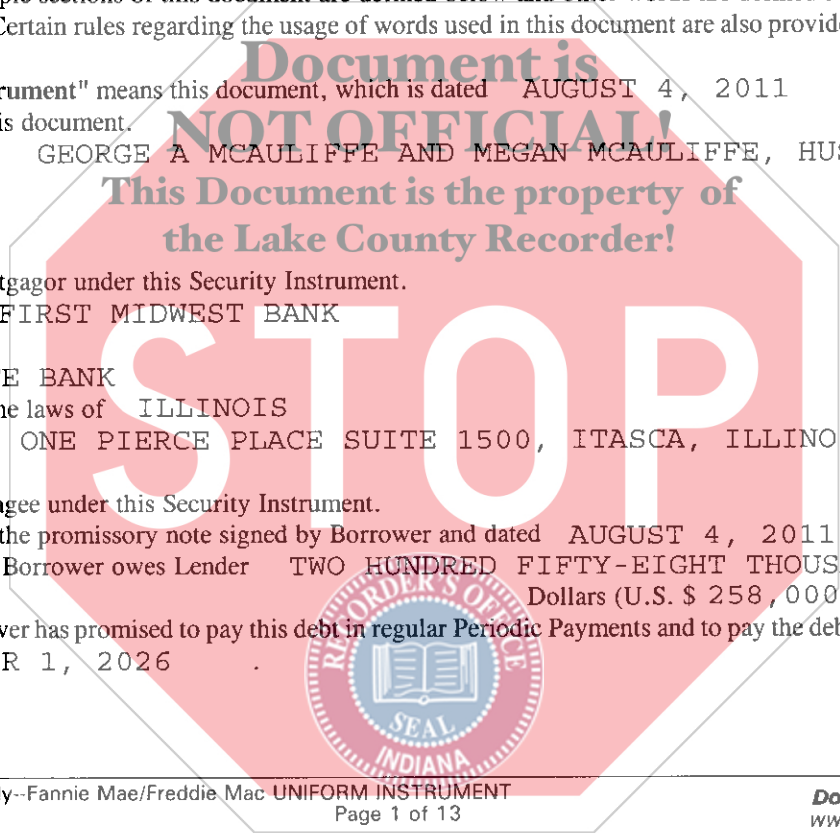 Certain rules regarding the usage of words used in this document are also provide
Document is
rument" means this document, which is dated AUGUST 4, 2011
is document.
NOT OFFICIAL!
GEORGE A MCAULIFFE AND MEGAN MCAULIFFE, HUS
This Document is the property of
the Lake County Recorder!
tgagor under this Security Instrument.
FIRST MIDWEST BANK
STOP
E BANK
ne laws of ILLINOIS
ONE PIERCE PLACE SUITE 1500, ITASCA, ILLINO
agee under this Security Instrument.
the promissory note signed by Borrower and dated AUGUST 4, 2011
Borrower owes Lender TWO HUNDRED FIFTY-EIGHT THOUS
Dollars (U.S. $ 258,000
ver has promised to pay this debt in regular Periodic Payments and to pay the deb
R 1, 2026 .
RECORDER'S OFFICE
SEAL
INDIANA
y--Fannie Mae/Freddie Mac UNIFORM INSTRUMENT
Page 1 of 13
Do
ww